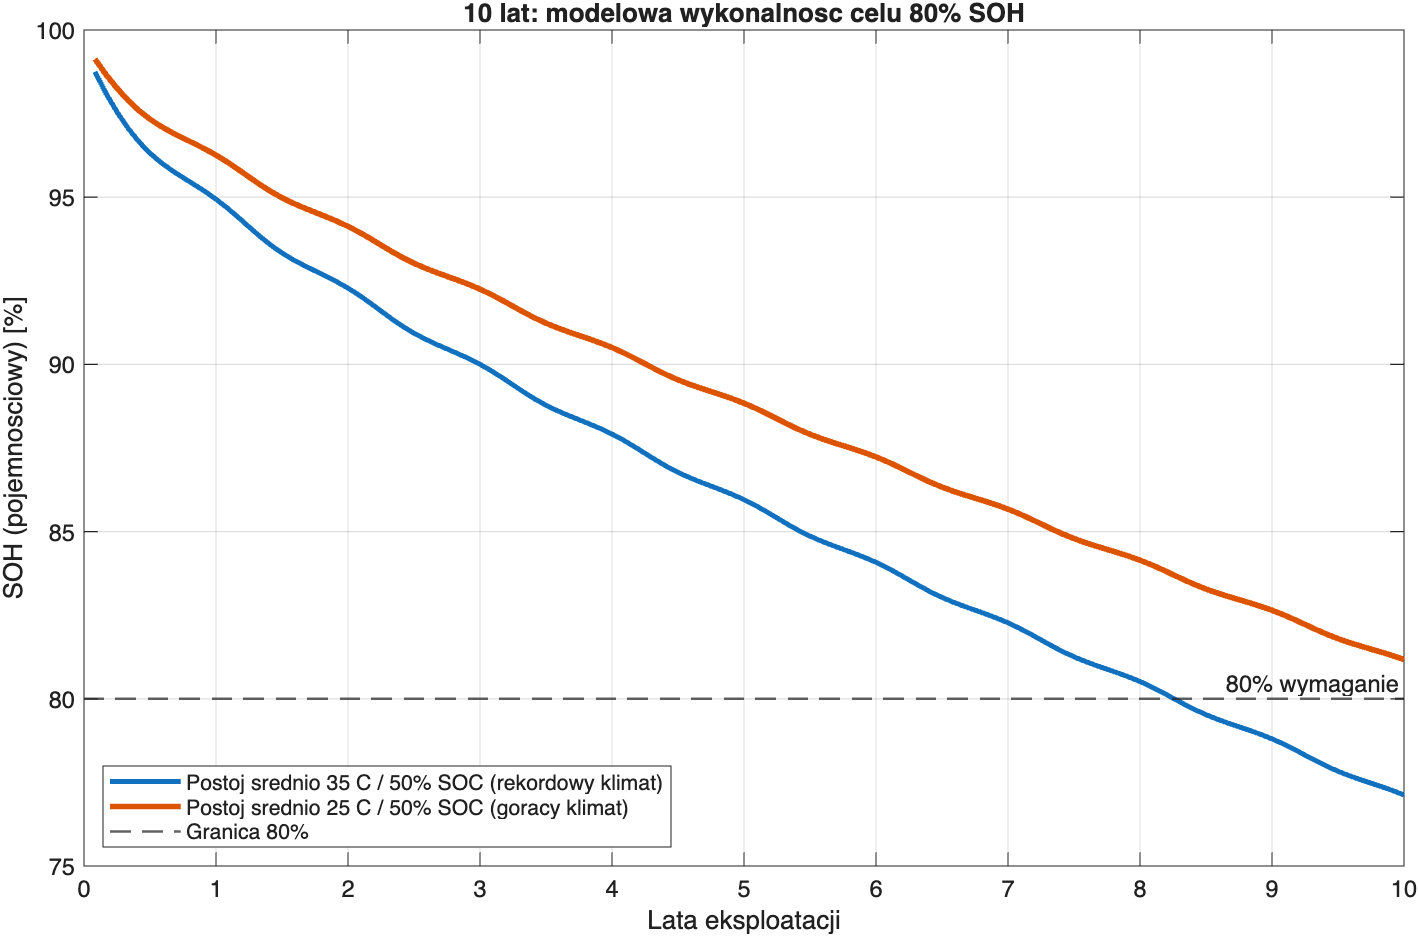 10 lat: modelowa wykonalnosc celu 80% SOH
100
95
90
85
80
75
SOH (pojemnosciowy) [%]
80% wymaganie
Postoj srednio 35 C / 50% SOC (rekordowy klimat)
Postoj srednio 25 C / 50% SOC (goracy klimat)
Granica 80%
0 1 2 3 4 5 6 7 8 9 10
Lata eksploatacji